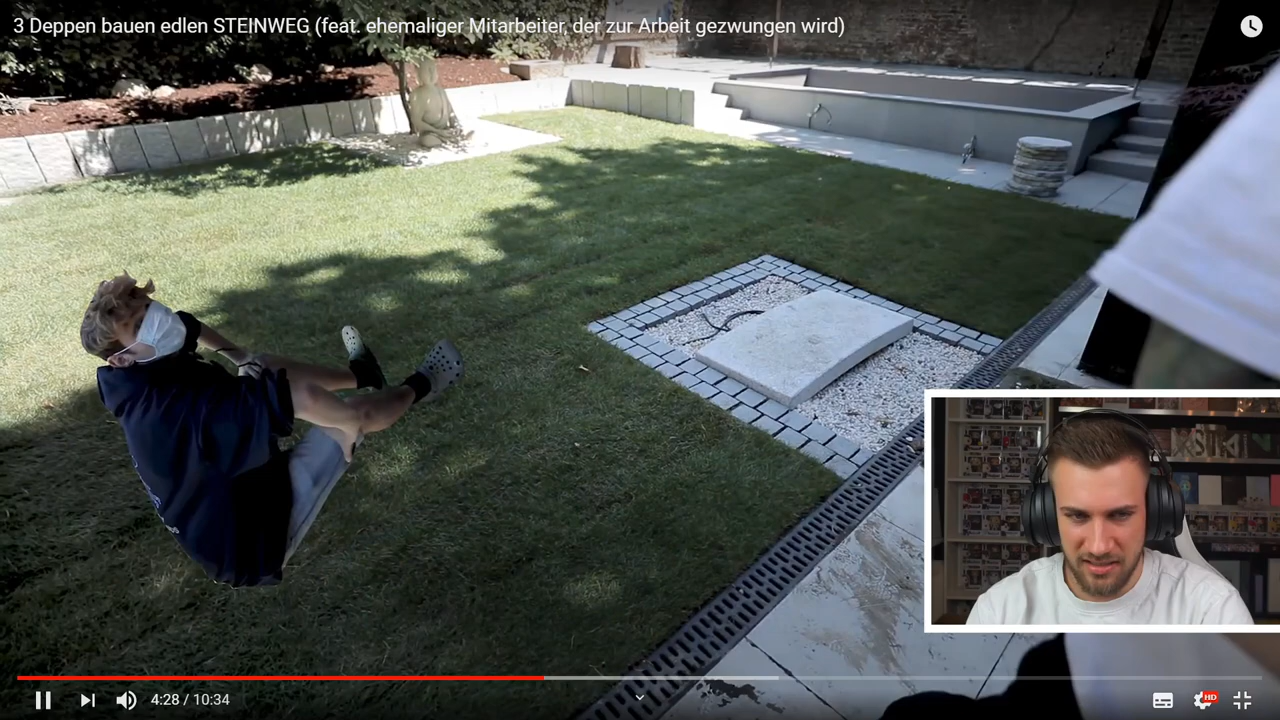 3 Deppen bauen edlen STEINWEG (feat. ehemaliger Mitarbeiter, der zur Arbeit gezwungen wird)
4:28 / 10:34
HD